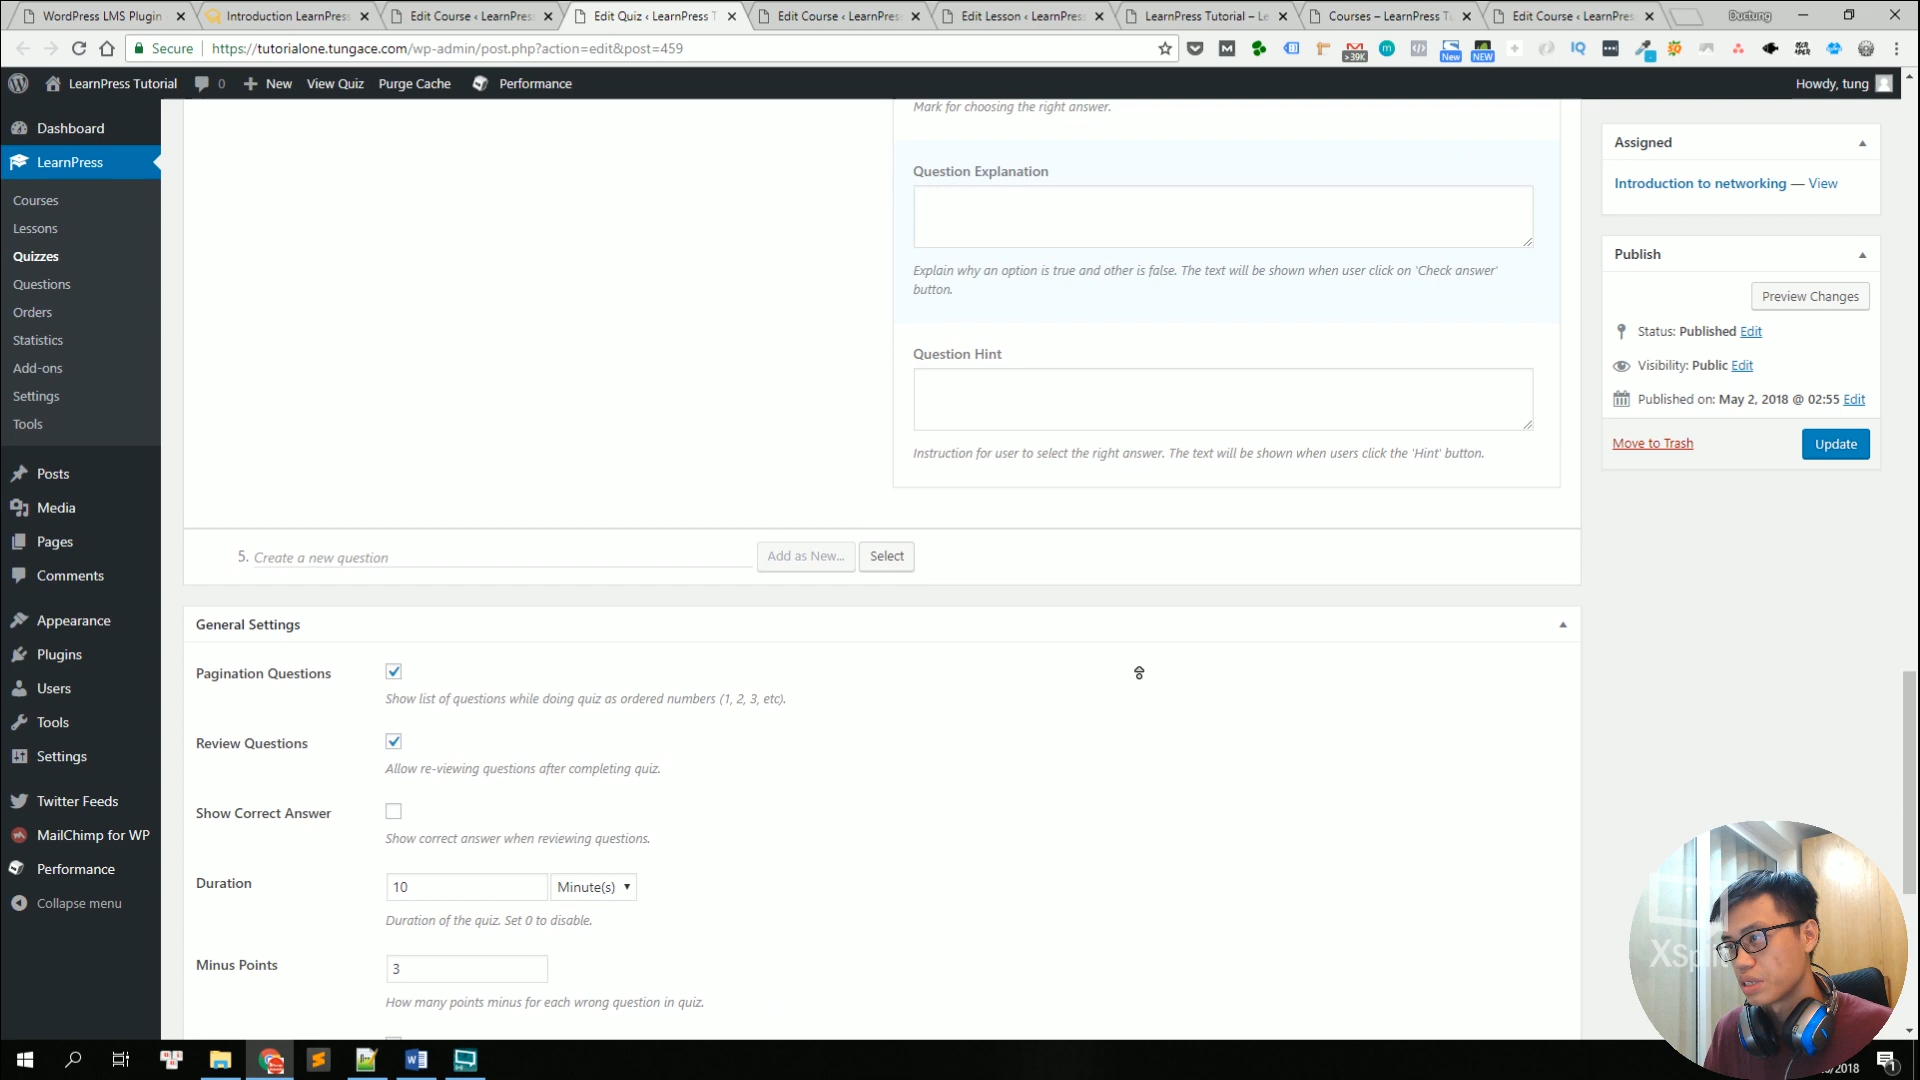 WordPress LMS Plugin
Introduction LearnPress
Edit Course ‹ LearnPress
Edit Quiz ‹ LearnPress T
Edit Course ‹ LearnPress
Edit Lesson ‹ LearnPress
LearnPress Tutorial – Le
Courses – LearnPress Tu
Edit Course ‹ LearnPres
Ductung
Secure
https://tutorialone.tungace.com/wp-admin/post.php?action=edit&post=459
>39K
New
NEW
LearnPress Tutorial
0
New
View Quiz
Purge Cache
Performance
Howdy, tung
Dashboard
LearnPress
Courses
Lessons
Quizzes
Questions
Orders
Statistics
Add-ons
Settings
Tools
Posts
Media
Pages
Comments
Appearance
Plugins
Users
Tools
Settings
Twitter Feeds
MailChimp for WP
Performance
Collapse menu
Mark for choosing the right answer.
Question Explanation
Explain why an option is true and other is false. The text will be shown when user click on 'Check answer'
button.
Question Hint
Instruction for user to select the right answer. The text will be shown when users click the 'Hint' button.
5. Create a new question
Add as New...
Select
General Settings
Pagination Questions
Show list of questions while doing quiz as ordered numbers (1, 2, 3, etc).
Review Questions
Allow re-viewing questions after completing quiz.
Show Correct Answer
Show correct answer when reviewing questions.
Duration
10
Minute(s)
Duration of the quiz. Set 0 to disable.
Minus Points
3
How many points minus for each wrong question in quiz.
Assigned
Introduction to networking — View
Publish
Preview Changes
Status: Published Edit
Visibility: Public Edit
Published on: May 2, 2018 @ 02:55 Edit
Move to Trash
Update
XSplit
/2018
1